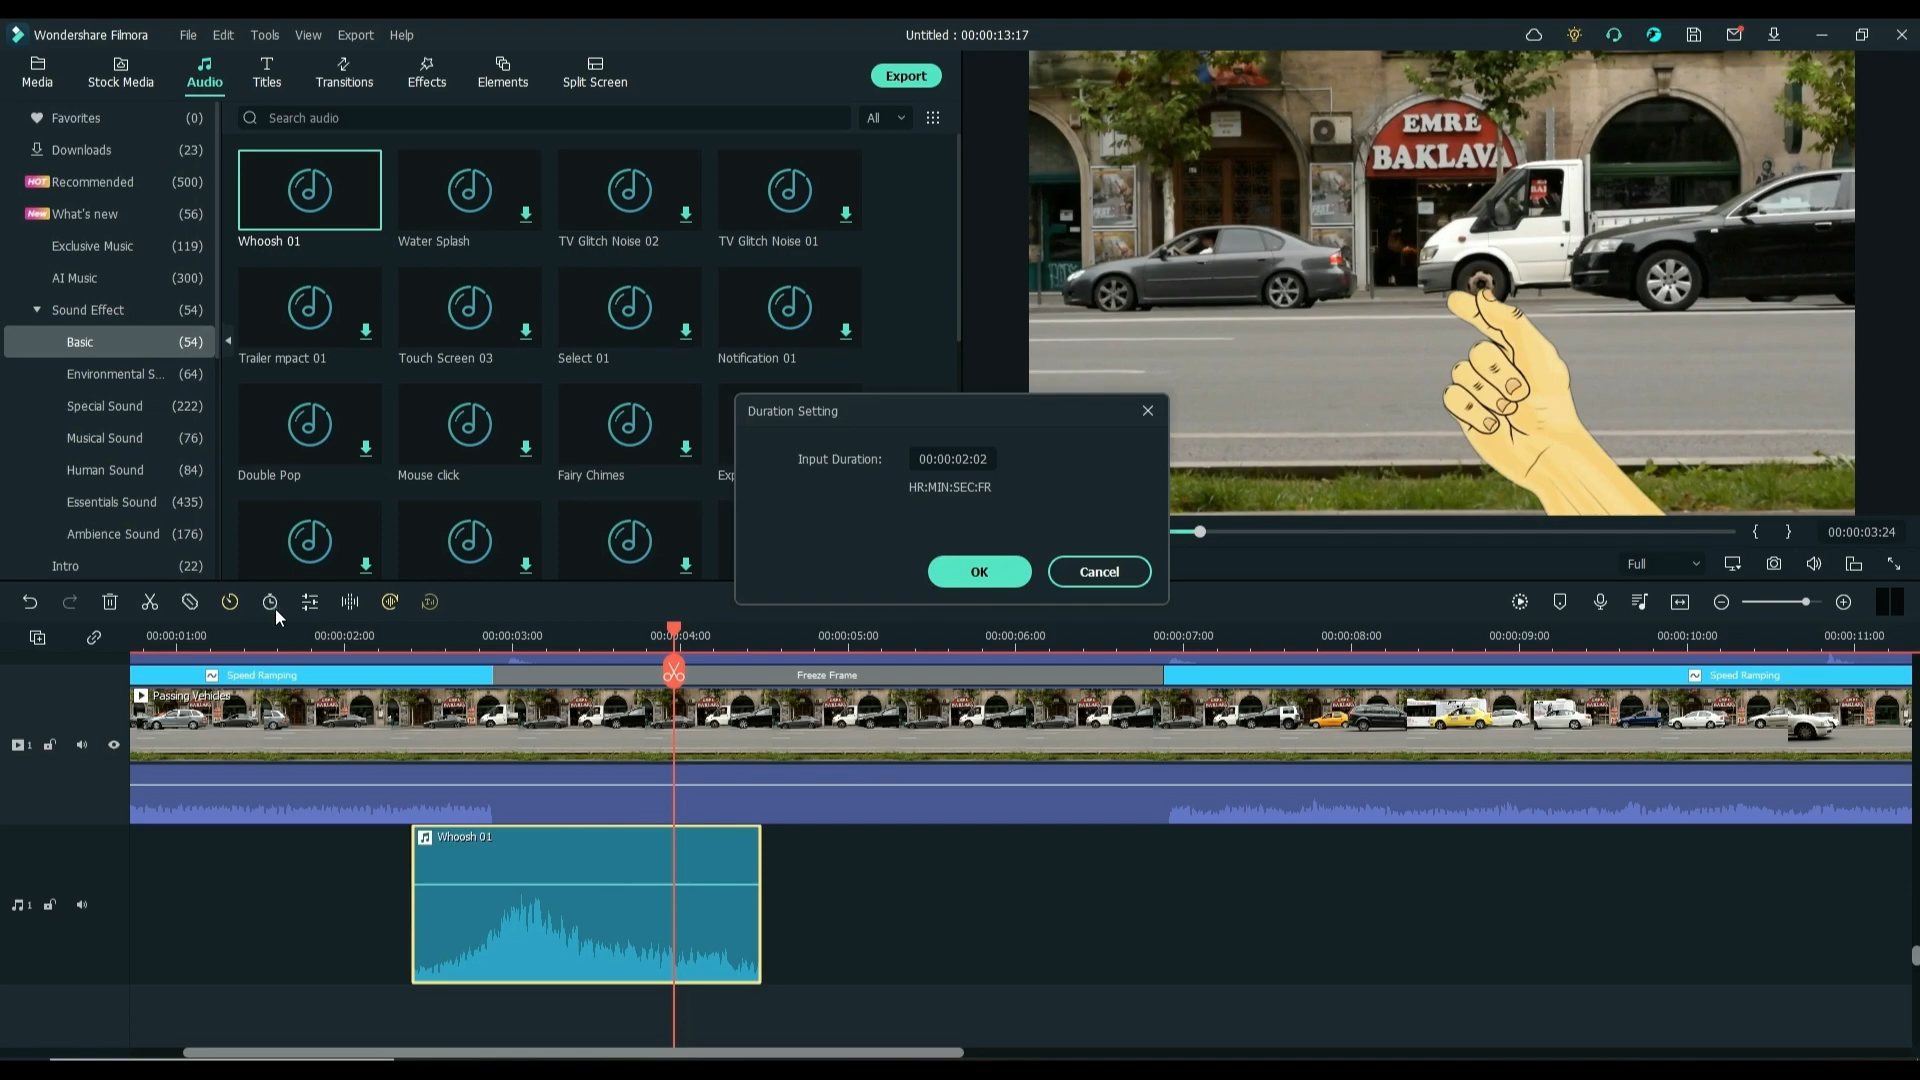 Wondershare Filmora
File
Edit
Tools
View
Export
Help
Untitled : 00:00:13:17
Media
Stock Media
Audio
Titles
Transitions
Effects
Elements
Split Screen
Export
Favorites (0)
Downloads (23)
HOT Recommended (500)
New What's new (56)
Exclusive Music (119)
AI Music (300)
Sound Effect (54)
Basic (54)
Environmental S... (64)
Special Sound (222)
Musical Sound (76)
Human Sound (84)
Essentials Sound (435)
Ambience Sound (176)
Intro (22)
Search audio
All
Whoosh 01
Water Splash
TV Glitch Noise 02
TV Glitch Noise 01
Trailer mpact 01
Touch Screen 03
Select 01
Notification 01
Double Pop
Mouse click
Fairy Chimes
Exp
EMRE
BAKLAVA
Duration Setting
Input Duration: 00:00:02:02
HR:MIN:SEC:FR
OK
Cancel
{ }
00:00:03:24
Full
00:00:01:00
00:00:02:00
00:00:03:00
00:00:04:00
00:00:05:00
00:00:06:00
00:00:07:00
00:00:08:00
00:00:09:00
00:00:10:00
00:00:11:00
Speed Ramping
Freeze Frame
Speed Ramping
Passing Vehicles
1
Whoosh 01
1